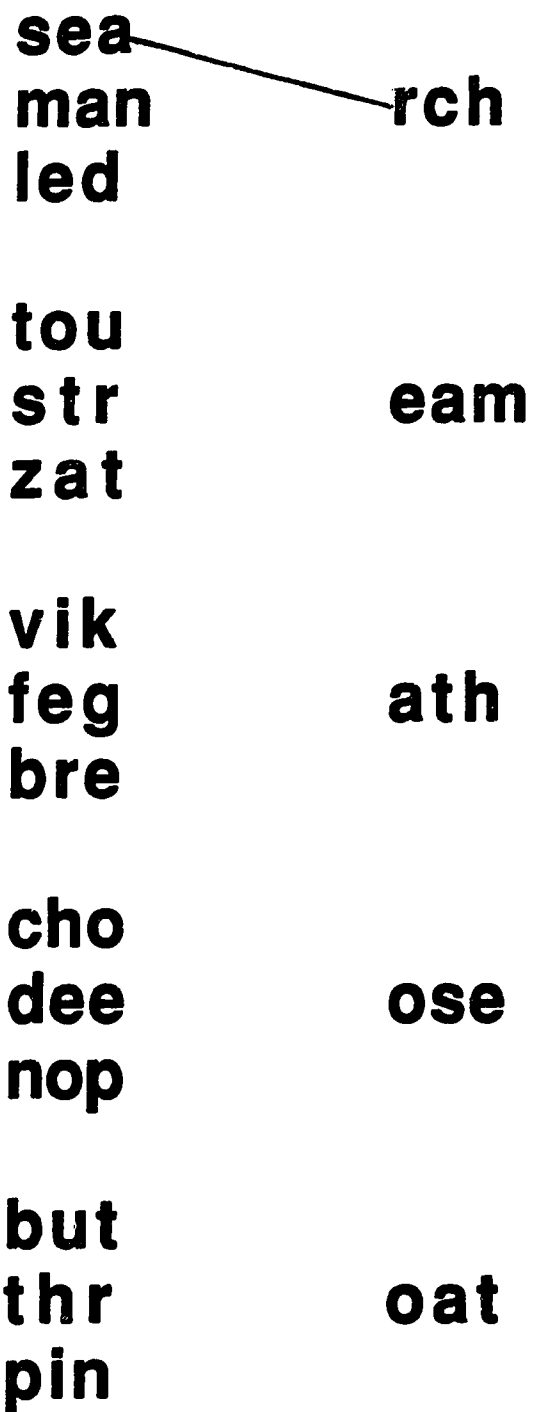 sea
man rch
led
tou
str eam
zat
vik
feg ath
bre
cho
dee ose
nop
but
thr oat
pin